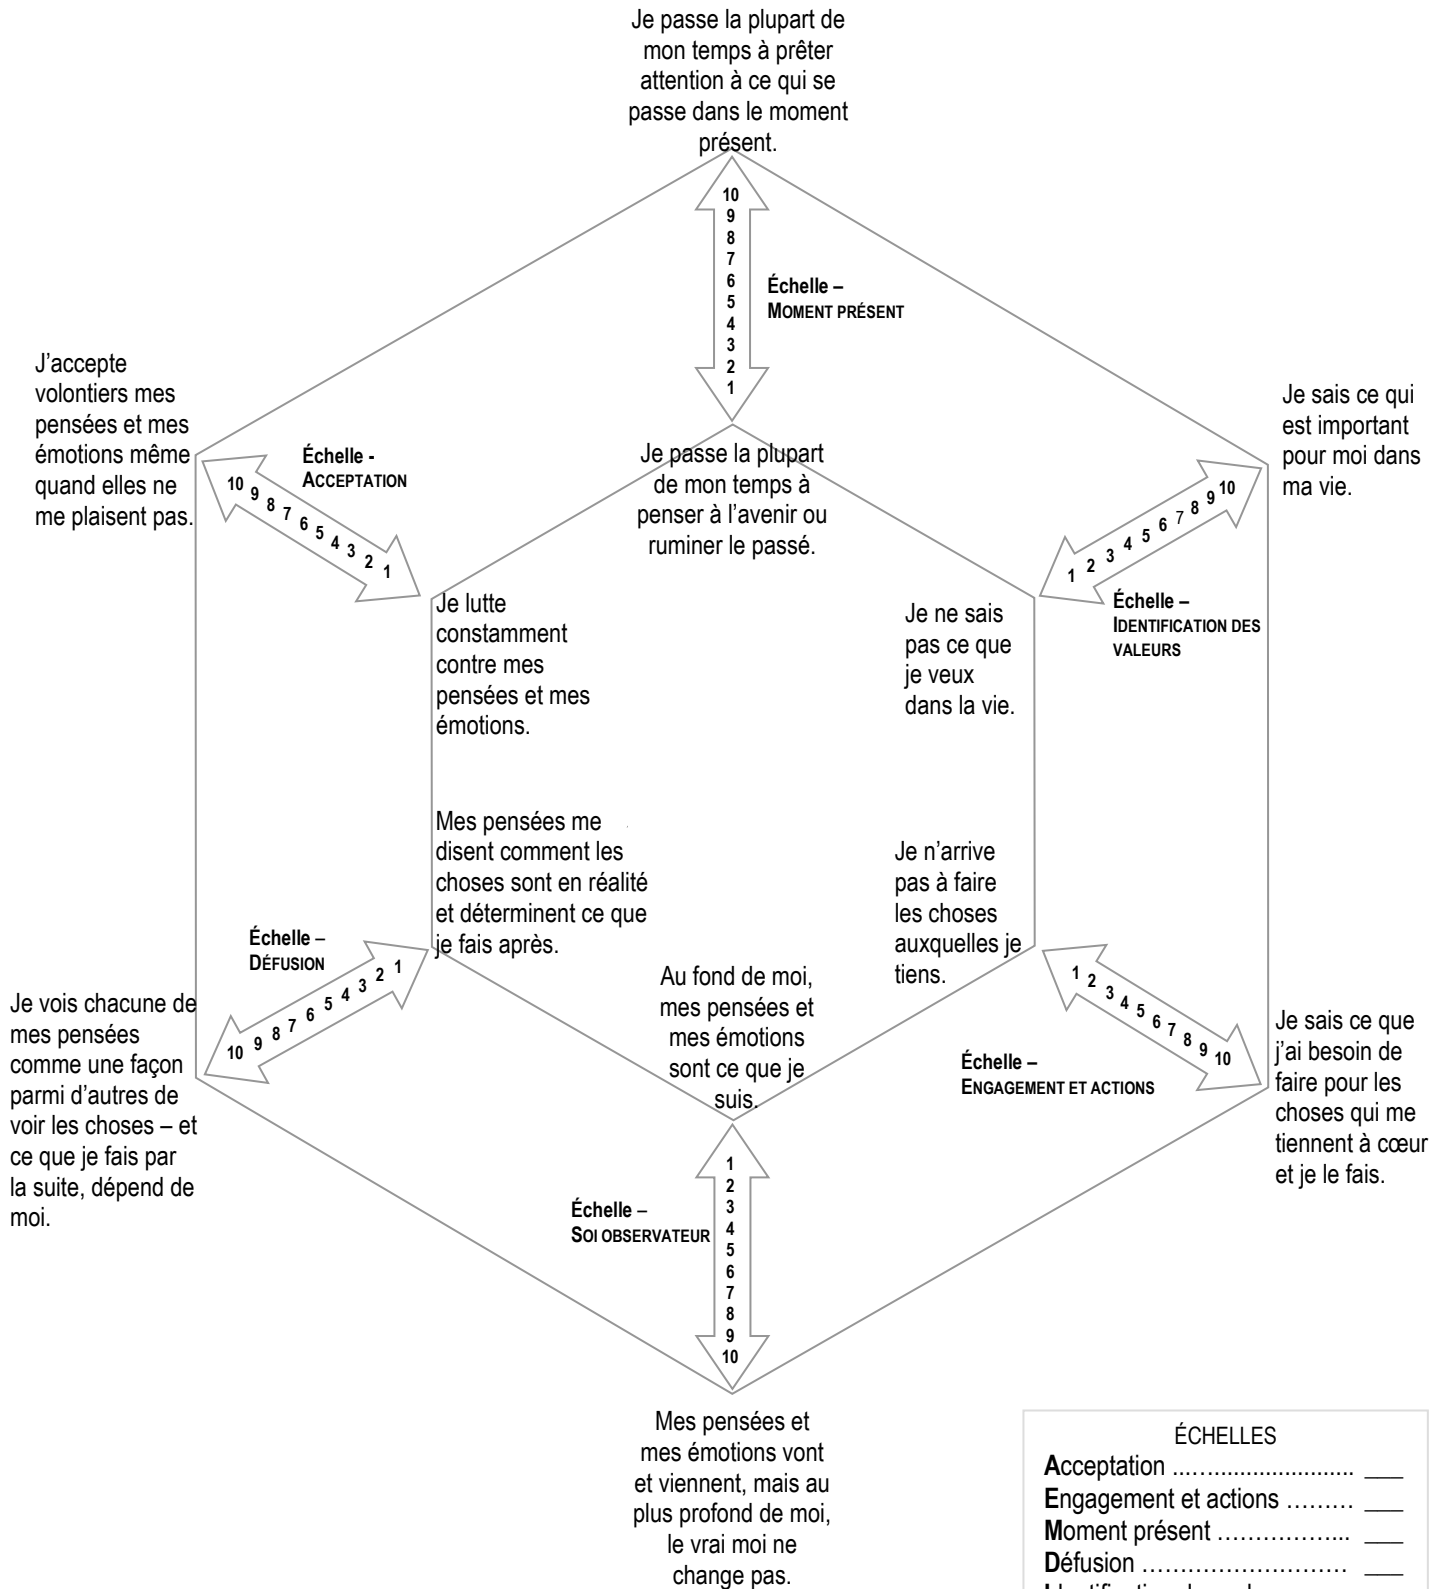 Je passe la plupart de
mon temps à prêter
attention à ce qui se
passe dans le moment
présent.
10
9
8
7
6
5
4
3
2
1
Échelle –
MOMENT PRÉSENT
J'accepte
volontiers mes
pensées et mes
émotions même
quand elles ne
me plaisent pas.
Échelle -
ACCEPTATION
10 9 8 7 6 5 4 3 2 1
Je passe la plupart
de mon temps à
penser à l'avenir ou
ruminer le passé.
Je sais ce qui
est important
pour moi dans
ma vie.
1 2 3 4 5 6 7 8 9 10
Échelle –
IDENTIFICATION DES
VALEURS
Je lutte
constamment
contre mes
pensées et mes
émotions.
Je ne sais
pas ce que
je veux
dans la vie.
Mes pensées me
disent comment les
choses sont en réalité
et déterminent ce que
je fais après.
Je n'arrive
pas à faire
les choses
auxquelles je
tiens.
Échelle –
DÉFUSION
10 9 8 7 6 5 4 3 2 1
Je vois chacune de
mes pensées
comme une façon
parmi d'autres de
voir les choses – et
ce que je fais par
la suite, dépend de
moi.
Au fond de moi,
mes pensées et
mes émotions
sont ce que je
suis.
1 2 3 4 5 6 7 8 9 10
Échelle –
ENGAGEMENT ET ACTIONS
Je sais ce que
j'ai besoin de
faire pour les
choses qui me
tiennent à cœur
et je le fais.
Échelle –
SOI OBSERVATEUR
1
2
3
4
5
6
7
8
9
10
Mes pensées et
mes émotions vont
et viennent, mais au
plus profond de moi,
le vrai moi ne
change pas.
ÉCHELLES
Acceptation ........................... ___
Engagement et actions ......... ___
Moment présent .................. ___
Défusion .......................... ___